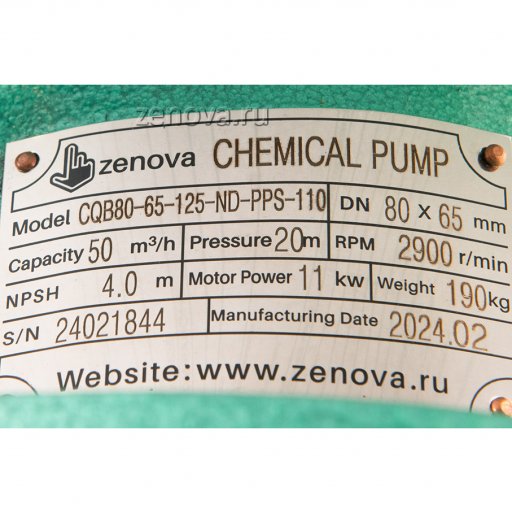 zenova.ru
zenova CHEMICAL PUMP
Model CQB80-65-125-ND-PPS-110 DN 80 x 65 mm
Capacity 50 m³/h Pressure 20m RPM 2900 r/min
NPSH 4.0 m Motor Power 11 kw Weight 190kg
S/N 24021844 Manufacturing Date 2024.02
Website:www.zenova.ru